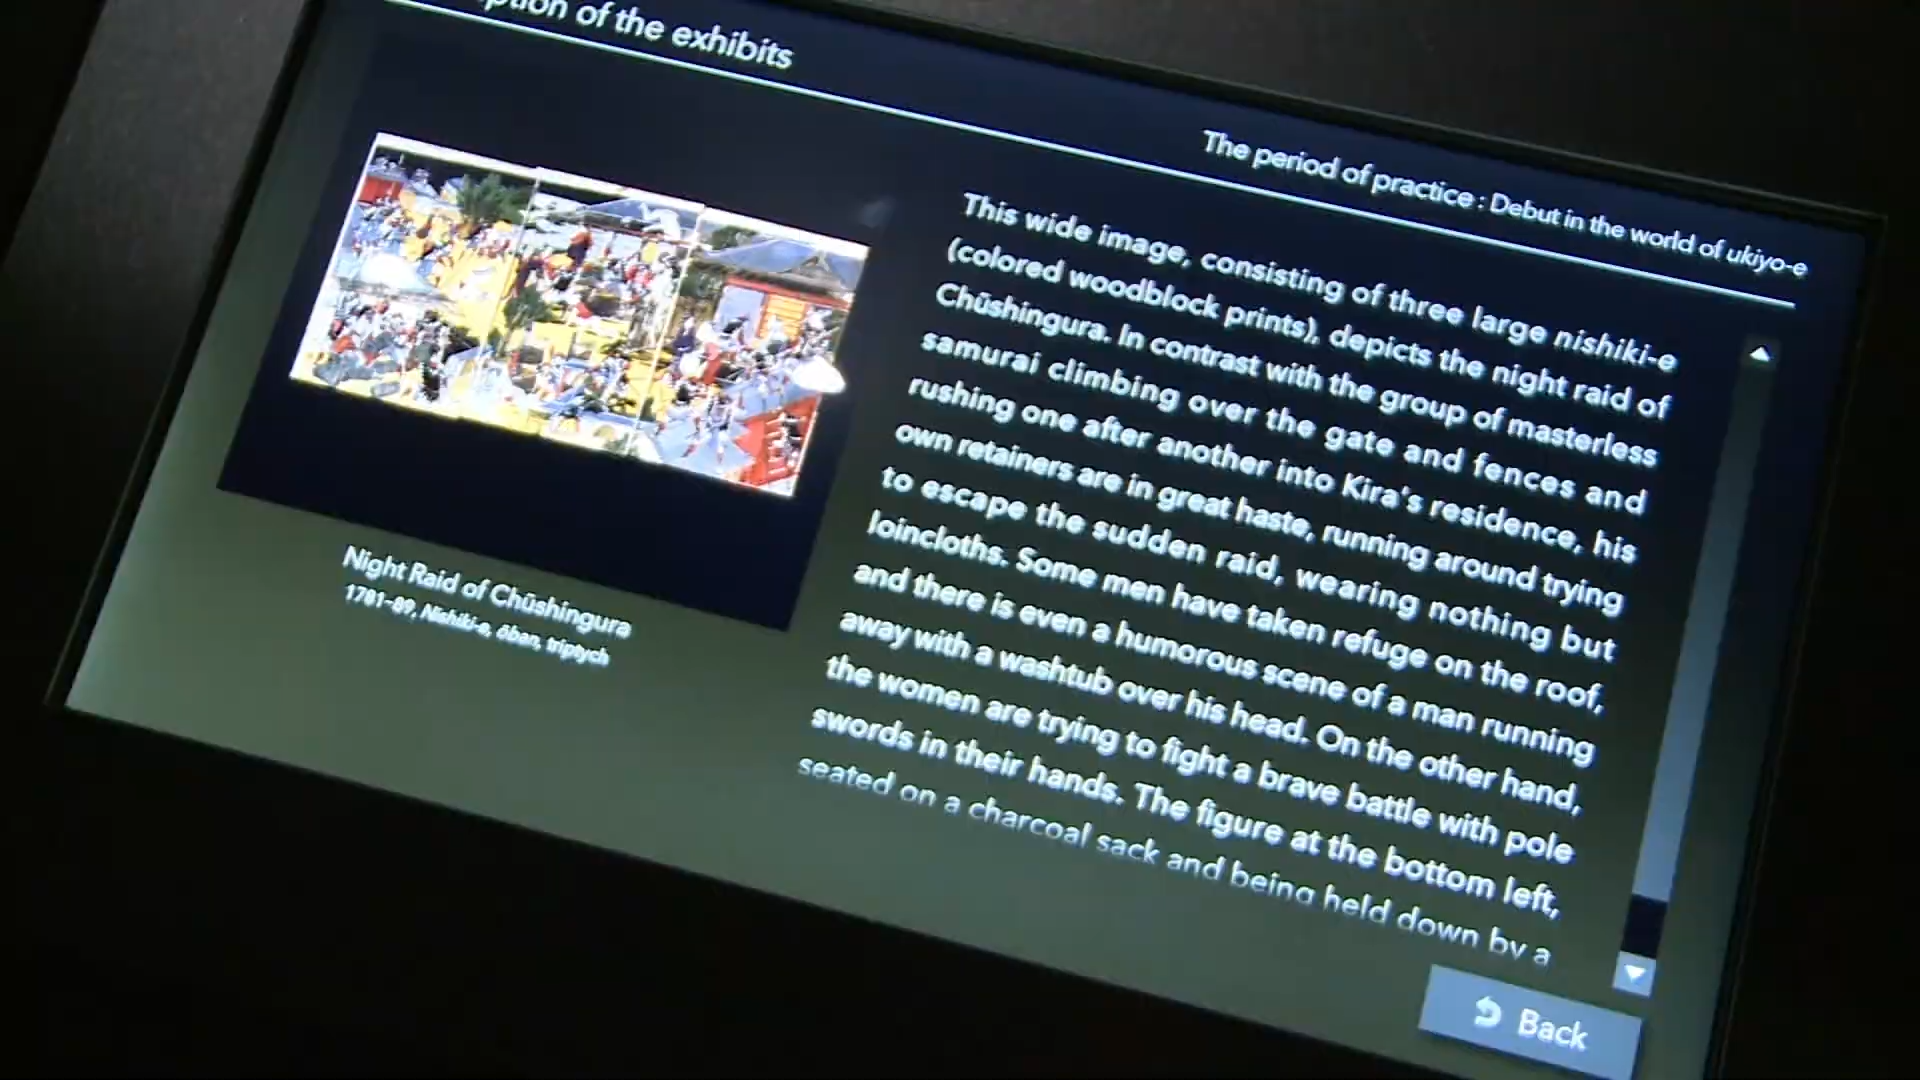 of the exhibits
The period of practice : Debut in the world of ukiyo-e
This wide image, consisting of three large nishiki-e
(colored woodblock prints), depicts the night raid of
Chūshingura. In contrast with the group of masterless
samurai climbing over the gate and fences and
rushing one after another into Kira's residence, his
own retainers are in great haste, running around trying
to escape the sudden raid, wearing nothing but
loincloths. Some men have taken refuge on the roof,
and there is even a humorous scene of a man running
away with a washtub over his head. On the other hand,
the women are trying to fight a brave battle with pole
swords in their hands. The figure at the bottom left,
seated on a charcoal sack and being held down by a
Night Raid of Chūshingura
1781-89, Nishiki-e, ōban, triptych
Back